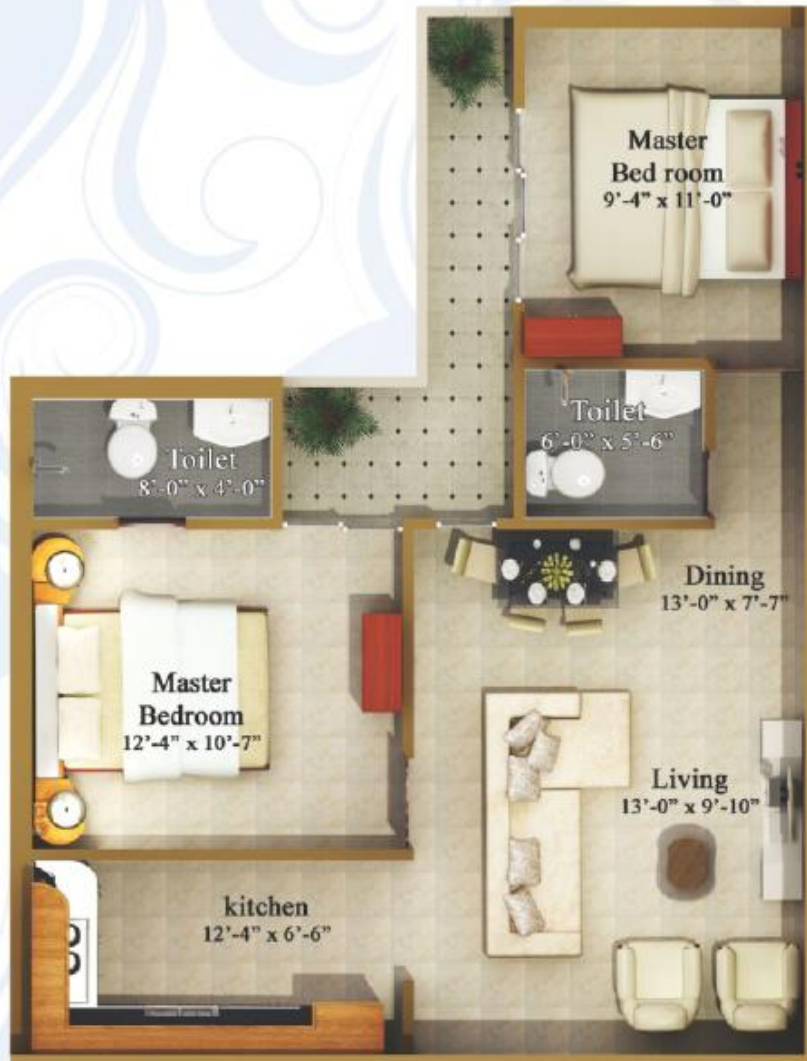 Master
Bed room
9’-4” x 11’-0”
Toilet
6’-0” x 5’-6”
Toilet
8’-0” x 4’-0”
Dining
13’-0” x 7’-7”
Master
Bedroom
12’-4” x 10’-7”
Living
13’-0” x 9’-10”
kitchen
12’-4” x 6’-6”